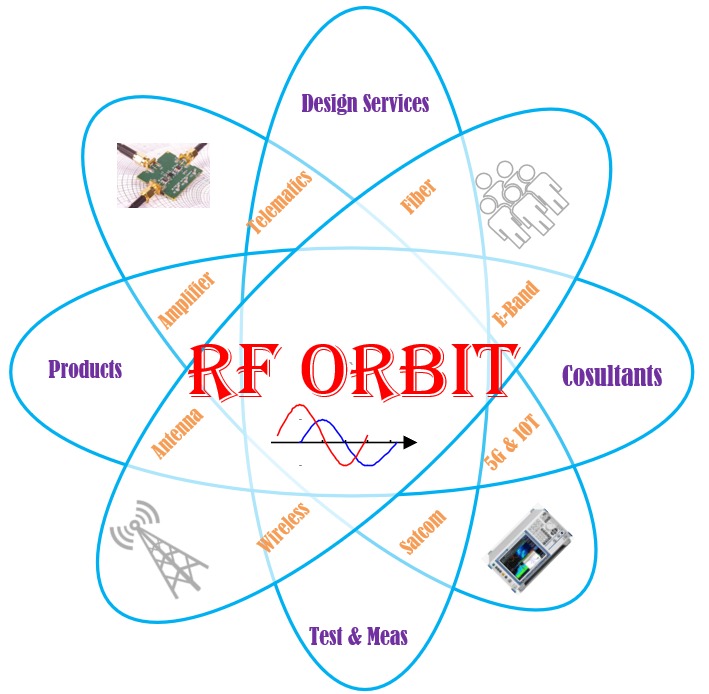 Design Services
Telematics
Fiber
Amplifier
E-Band
RF ORBIT
Products
Cosultants
Antenna
5G & IOT
Wireless
Satcom
Test & Meas